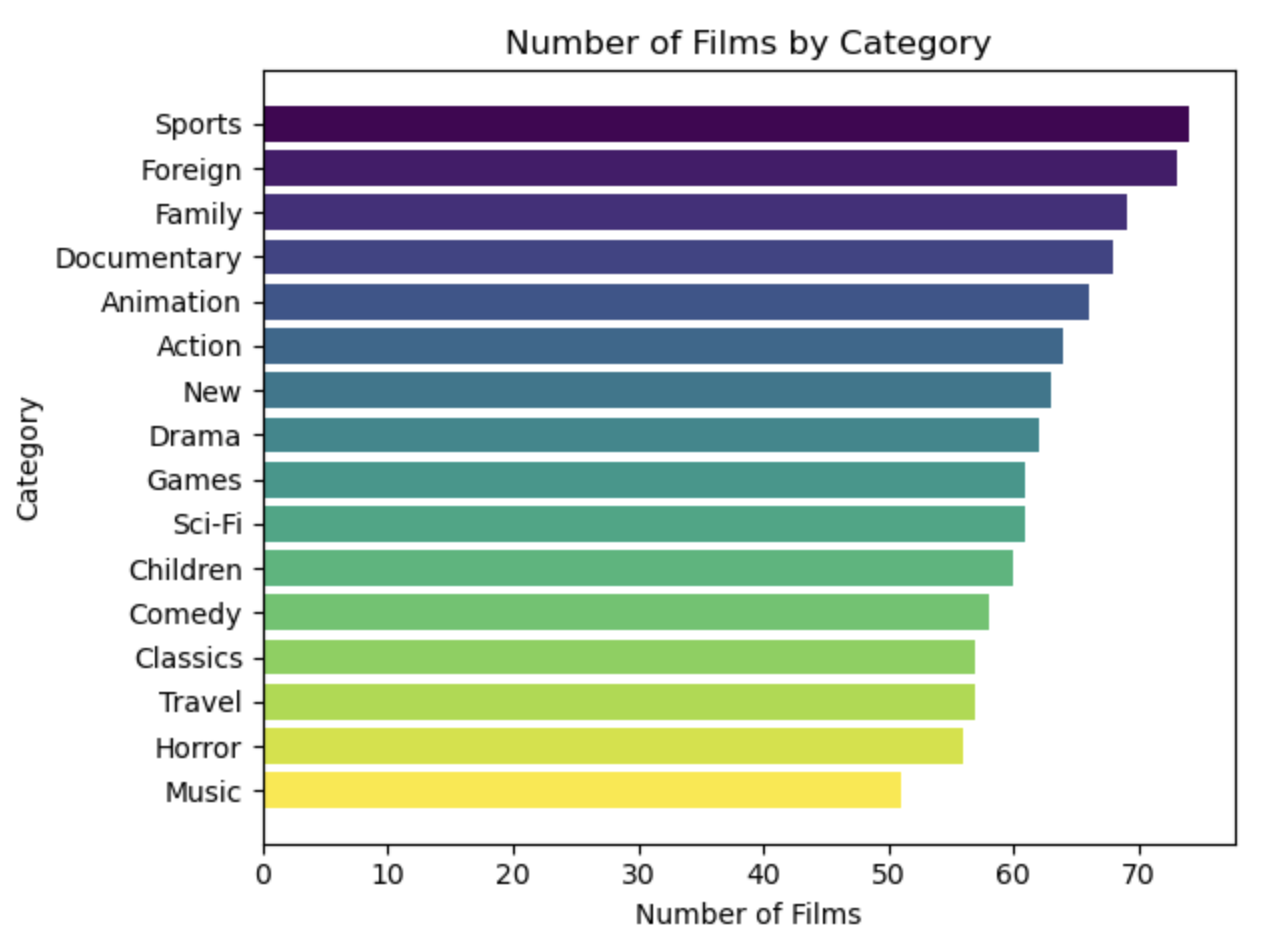 Number of Films by Category
Category
Sports
Foreign
Family
Documentary
Animation
Action
New
Drama
Games
Sci-Fi
Children
Comedy
Classics
Travel
Horror
Music
0 10 20 30 40 50 60 70
Number of Films